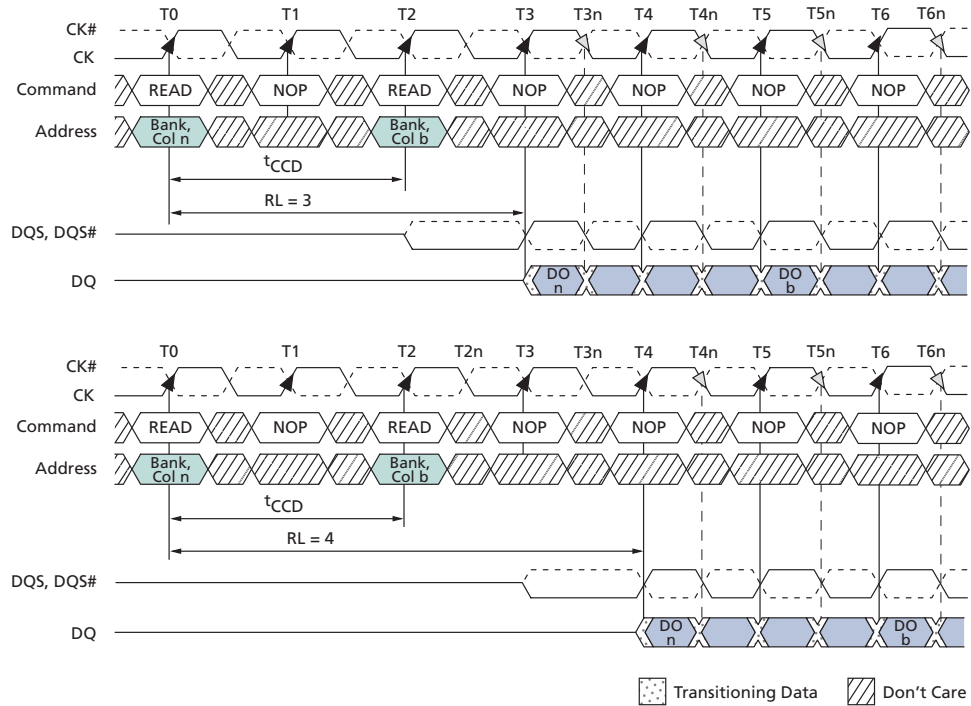 T0 T1 T2 T3 T3n T4 T4n T5 T5n T6 T6n
CK#
CK
Command READ NOP READ NOP NOP NOP NOP
Address Bank, Col n Bank, Col b
tCCD
RL = 3
DQS, DQS#
DQ DO n DO b
T0 T1 T2 T2n T3 T3n T4 T4n T5 T5n T6 T6n
CK#
CK
Command READ NOP READ NOP NOP NOP NOP
Address Bank, Col n Bank, Col b
tCCD
RL = 4
DQS, DQS#
DQ DO n DO b
Transitioning Data Don't Care